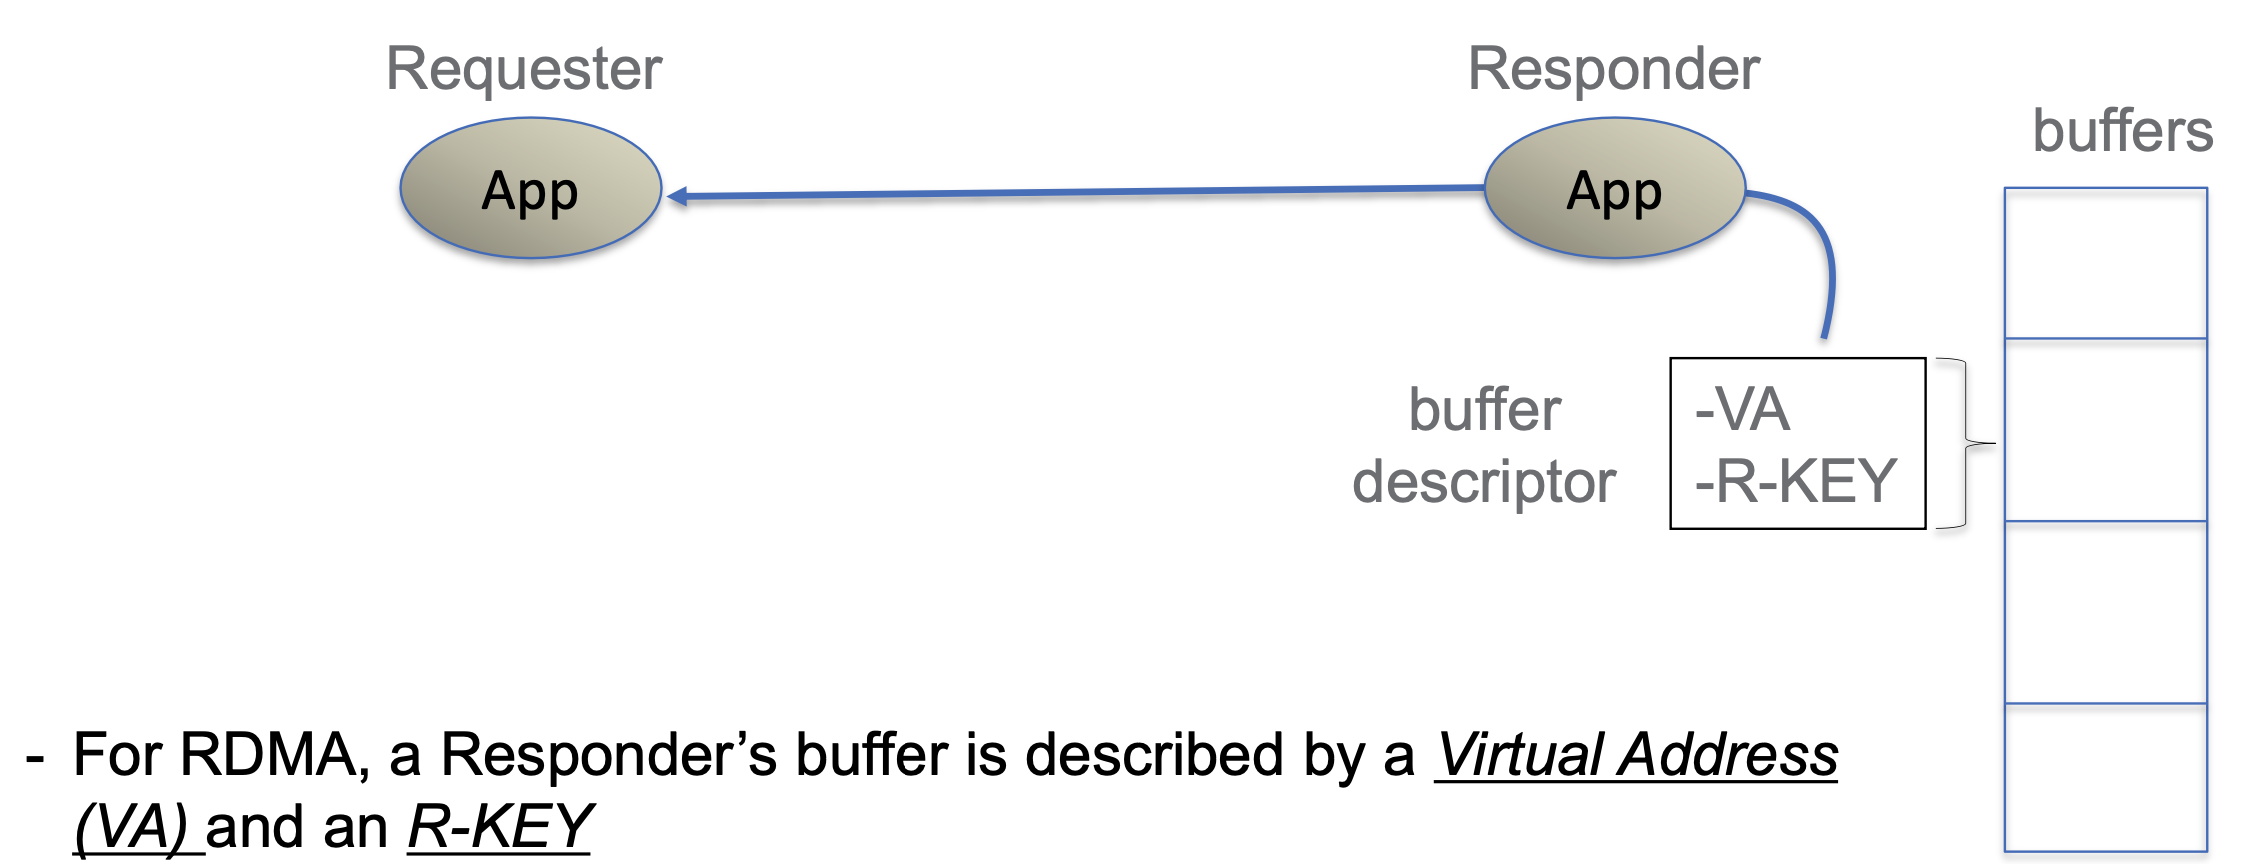 Requester
Responder
buffers
App
App
buffer
descriptor
-VA
-R-KEY
- For RDMA, a Responder’s buffer is described by a Virtual Address
(VA) and an R-KEY